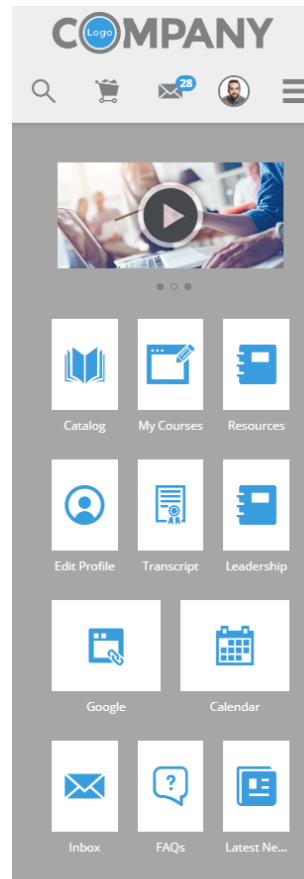 COMPANY
Logo
28
Catalog My Courses Resources
Edit Profile Transcript Leadership
Google Calendar
?
Inbox FAQs Latest Ne...